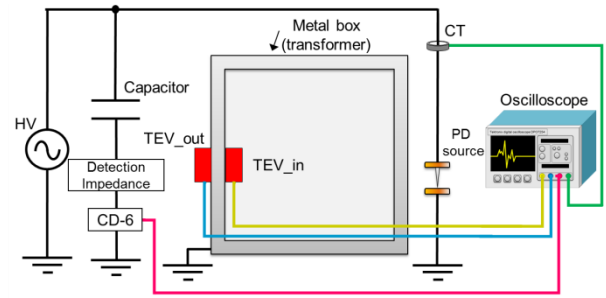 Metal box
(transformer)
CT
Capacitor
Oscilloscope
HV
TEV_out
TEV_in
PD
source
Detection
Impedance
CD-6